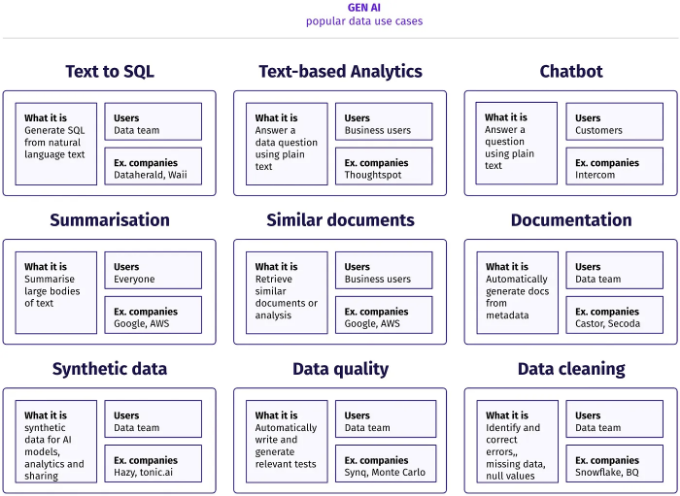 GEN AI
popular data use cases
Text to SQL
What it is
Generate SQL
from natural
language text
Users
Data team
Ex. companies
Dataherald, Waii
Text-based Analytics
What it is
Answer a
data question
using plain
text
Users
Business users
Ex. companies
Thoughtspot
Chatbot
What it is
Answer a
question
using plain
text
Users
Customers
Ex. companies
Intercom
Summarisation
What it is
Summarise
large bodies
of text
Users
Everyone
Ex. companies
Google, AWS
Similar documents
What it is
Retrieve
similar
documents or
analysis
Users
Business users
Ex. companies
Google, AWS
Documentation
What it is
Automatically
generate docs
from
metadata
Users
Data team
Ex. companies
Castor, Secoda
Synthetic data
What it is
synthetic
data for AI
models,
analytics and
sharing
Users
Data team
Ex. companies
Hazy, tonic.ai
Data quality
What it is
Automatically
write and
generate
relevant tests
Users
Data team
Ex. companies
Synq, Monte Carlo
Data cleaning
What it is
Identify and
correct
errors,,
missing data,
null values
Users
Data team
Ex. companies
Snowflake, BQ